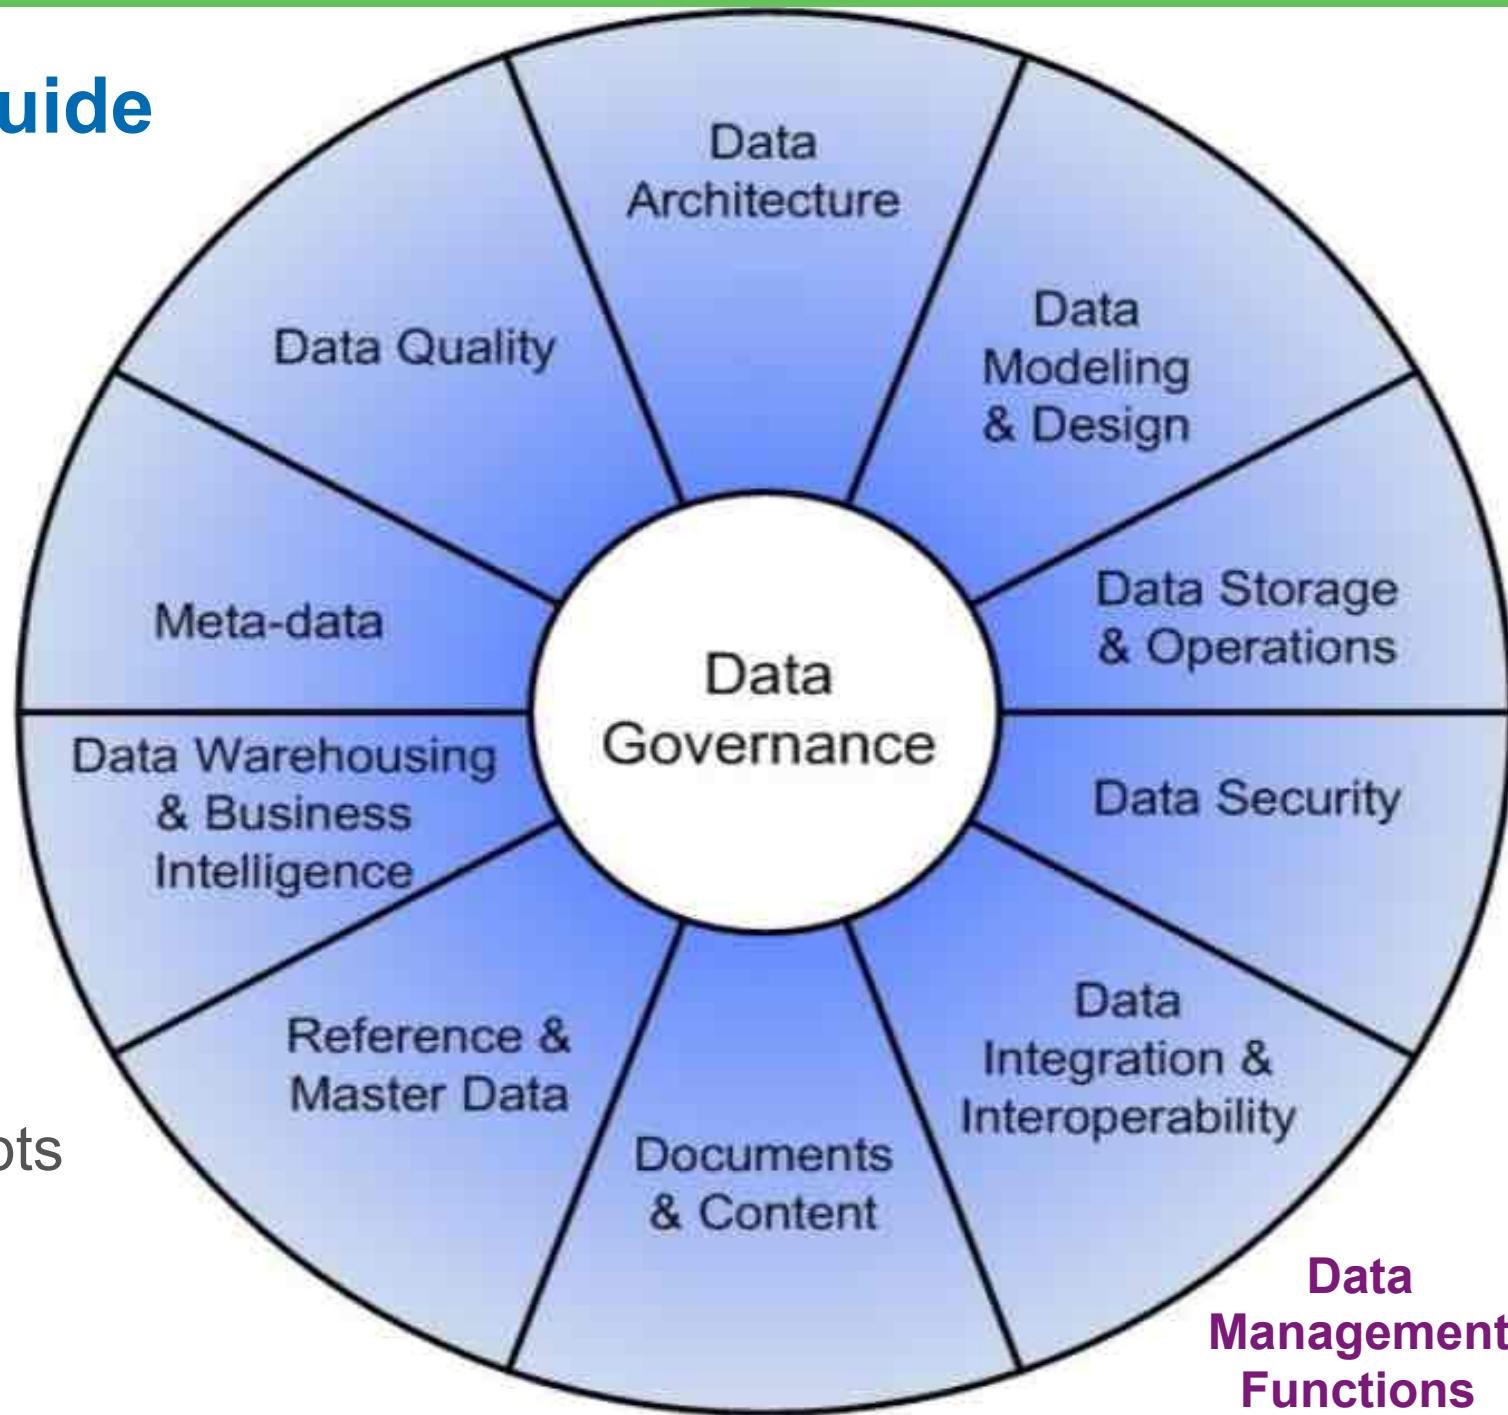 uide
Data
Architecture
Data
Modeling
& Design
Data Quality
Data Storage
& Operations
Meta-data
Data
Governance
Data Warehousing
& Business
Intelligence
Data Security
Data
Integration &
Interoperability
Reference &
Master Data
Documents
& Content
ots
Data
Management
Functions